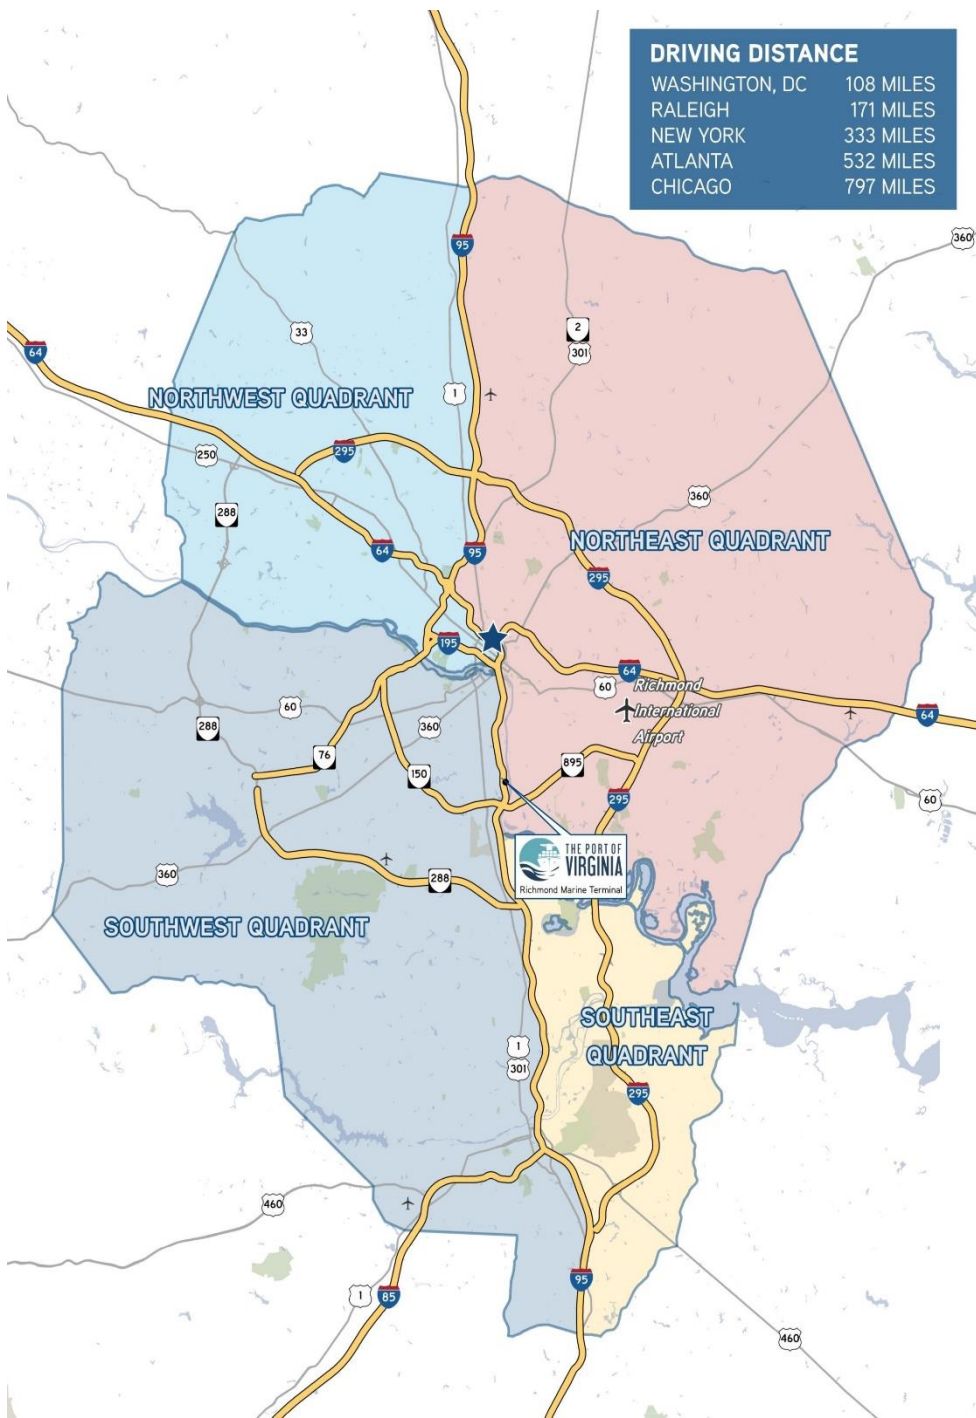 DRIVING DISTANCE
WASHINGTON, DC 108 MILES
RALEIGH 171 MILES
NEW YORK 333 MILES
ATLANTA 532 MILES
CHICAGO 797 MILES
360
95
2
33
301
64
1
NORTHWEST QUADRANT
295
250
360
288
NORTHEAST QUADRANT
64
95
295
195
64
60
Richmond
International
Airport
60
64
288
360
76
895
150
295
60
THE PORT OF
VIRGINIA
Richmond Marine Terminal
360
288
SOUTHWEST QUADRANT
SOUTHEAST
QUADRANT
1
301
295
460
95
1
85
460